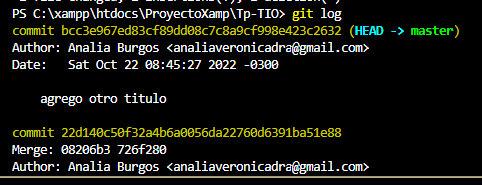 PS C:\xampp\htdocs\ProyectoXamp\Tp-TIO> git log
commit bcc3e967ed83cf89dd08c7c8a9cf998e423c2632 (HEAD -> master)
Author: Analia Burgos <analiaveronicadra@gmail.com>
Date:   Sat Oct 22 08:45:27 2022 -0300
    agrego otro titulo
commit 22d140c50f32a4b6a0056da22760d6391ba51e88
Merge: 08206b3 726f280
Author: Analia Burgos <analiaveronicadra@gmail.com>